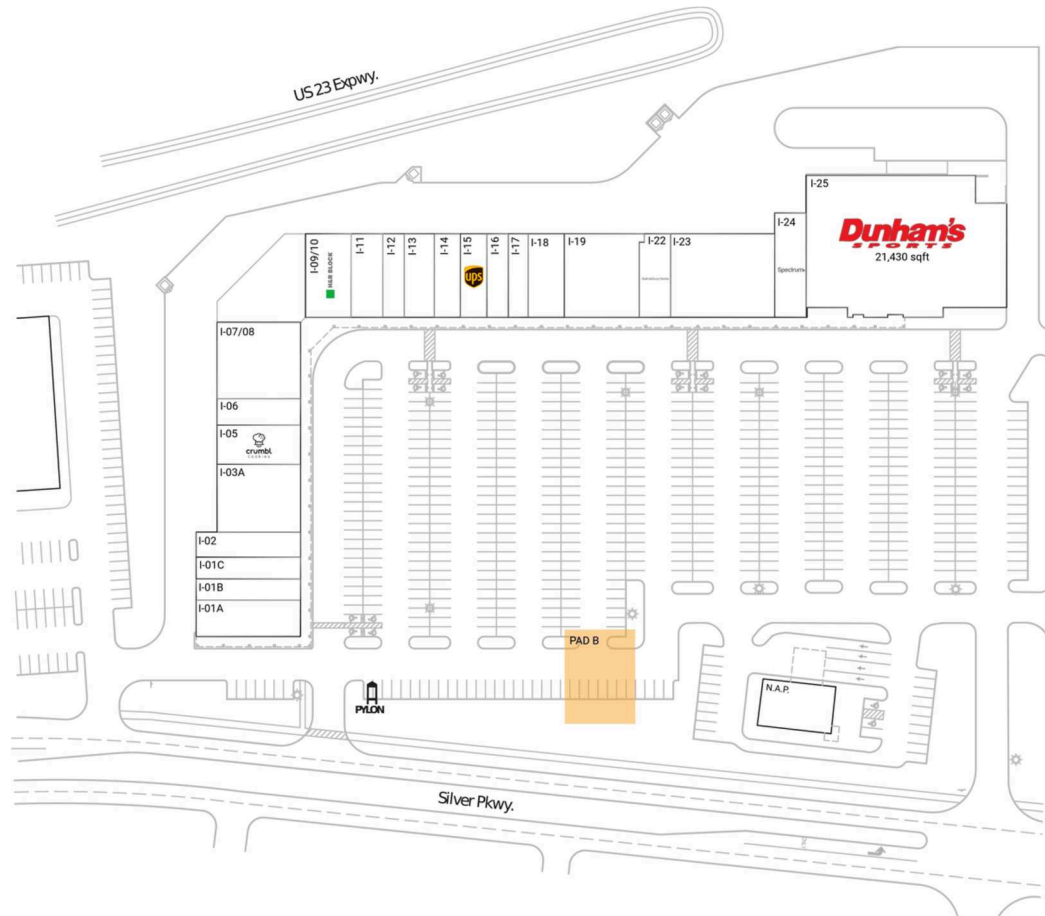 US 23 Expwy.
I-25
Dunham's
SPORTS
21,430 sqft
I-24
Spectrum
I-09/10
H&R BLOCK
I-11
I-12
I-13
I-14
I-15
ups
I-16
I-17
I-18
I-19
I-22
I-23
I-07/08
I-06
I-05
crumbl
COOKIES
I-03A
I-02
I-01C
I-01B
I-01A
PAD B
N.A.P.
PYLON
Silver Pkwy.